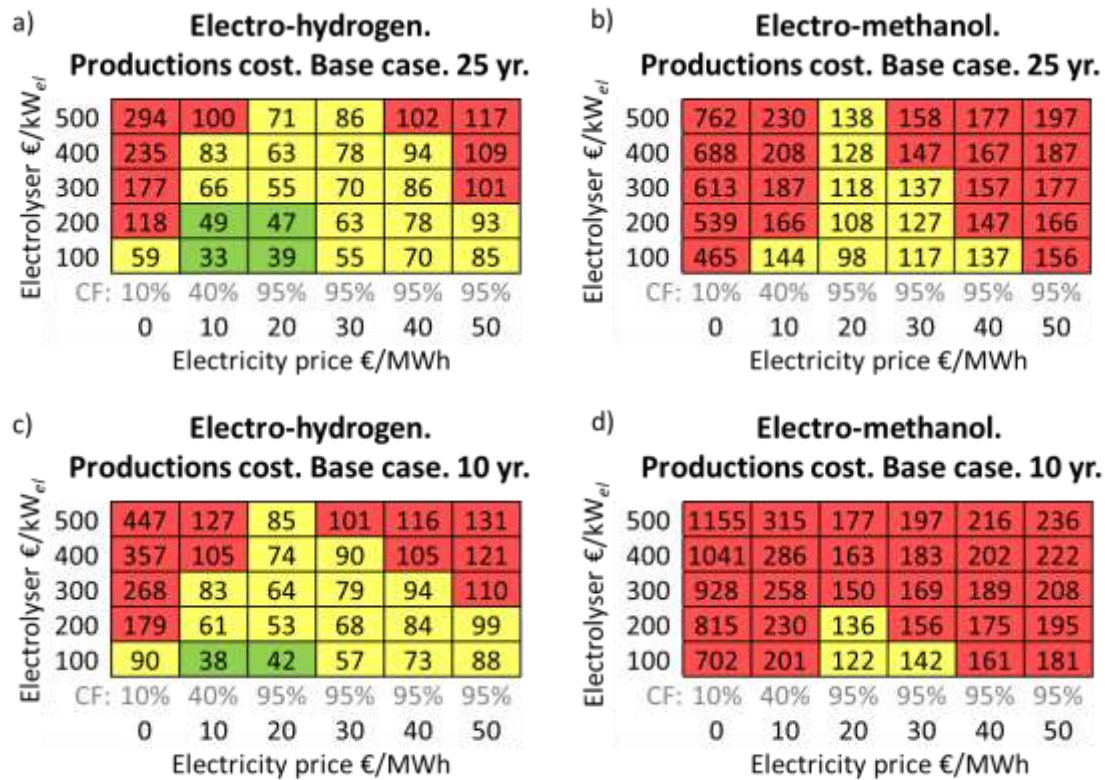 a) Electro-hydrogen.
Productions cost. Base case. 25 yr.
Electrolyser €/kWel
500 294 100 71 86 102 117
400 235 83 63 78 94 109
300 177 66 55 70 86 101
200 118 49 47 63 78 93
100 59 33 39 55 70 85
CF: 10% 40% 95% 95% 95% 95%
0 10 20 30 40 50
Electricity price €/MWh
b) Electro-methanol.
Productions cost. Base case. 25 yr.
Electrolyser €/kWel
500 762 230 138 158 177 197
400 688 208 128 147 167 187
300 613 187 118 137 157 177
200 539 166 108 127 147 166
100 465 144 98 117 137 156
CF: 10% 40% 95% 95% 95% 95%
0 10 20 30 40 50
Electricity price €/MWh
c) Electro-hydrogen.
Productions cost. Base case. 10 yr.
Electrolyser €/kWel
500 447 127 85 101 116 131
400 357 105 74 90 105 121
300 268 83 64 79 94 110
200 179 61 53 68 84 99
100 90 38 42 57 73 88
CF: 10% 40% 95% 95% 95% 95%
0 10 20 30 40 50
Electricity price €/MWh
d) Electro-methanol.
Productions cost. Base case. 10 yr.
Electrolyser €/kWel
500 1155 315 177 197 216 236
400 1041 286 163 183 202 222
300 928 258 150 169 189 208
200 815 230 136 156 175 195
100 702 201 122 142 161 181
CF: 10% 40% 95% 95% 95% 95%
0 10 20 30 40 50
Electricity price €/MWh